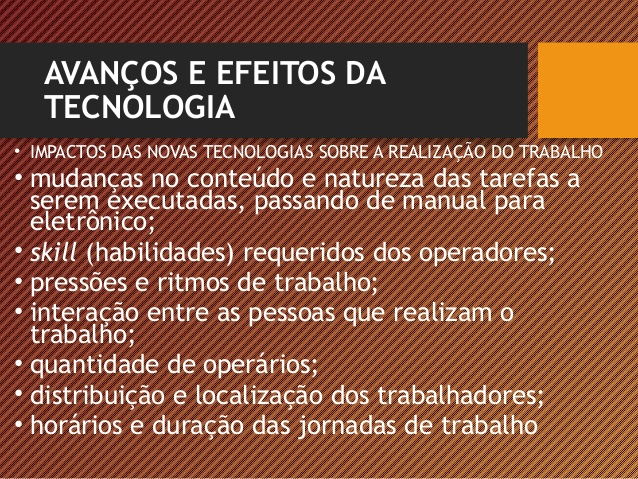 AVANÇOS E EFEITOS DA
TECNOLOGIA
• IMPACTOS DAS NOVAS TECNOLOGIAS SOBRE A REALIZAÇÃO DO TRABALHO
• mudanças no conteúdo e natureza das tarefas a
serem executadas, passando de manual para
eletrônico;
• skill (habilidades) requeridos dos operadores;
• pressões e ritmos de trabalho;
• interação entre as pessoas que realizam o
trabalho;
• quantidade de operários;
• distribuição e localização dos trabalhadores;
• horários e duração das jornadas de trabalho